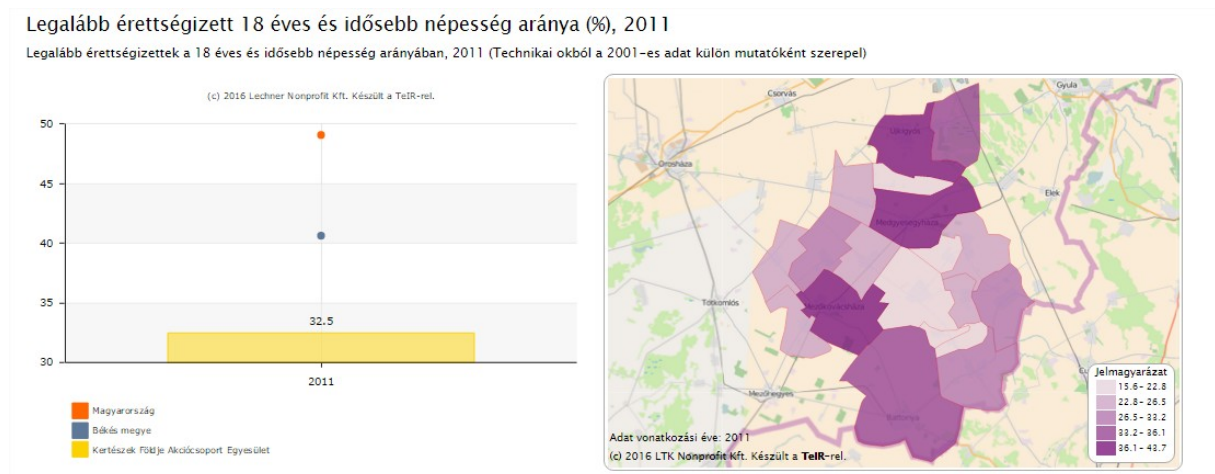 Legalább érettségizett 18 éves és idősebb népesség aránya (%), 2011
Legalább érettségizettek a 18 éves és idősebb népesség arányában, 2011 (Technikai okból a 2001-es adat külön mutatóként szerepel)
(c) 2016 Lechner Nonprofit Kft. Készült a TeIR-rel.
50
45
40
35
30
32.5
2011
Magyarország
Békés megye
Kertészek Földje Akciócsoport Egyesület
Csorvás
Gyula
Újkígyós
Orosháza
Elek
Medgyesegyháza
Tótkomlós
Mezőkovácsháza
Mezőhegyes
Battonya
Jelmagyarázat
15.6- 22.8
22.8- 26.5
26.5- 33.2
33.2- 36.1
36.1- 43.7
Adat vonatkozási éve: 2011
(c) 2016 LTK Nonprofit Kft. Készült a TeIR-rel.